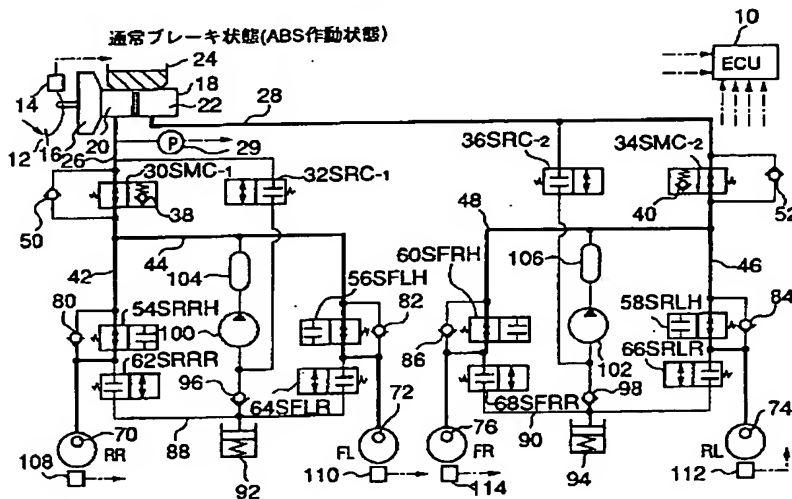 通常ブレーキ状態(ABS作動状態)
10
ECU
24
18
22
28
14
12
16
20
26
P
29
36SRC-2
34SMC-2
30SMC-1
32SRC-1
50
38
40
52
48
42
44
46
104
106
60SFRH
56SFLH
80
82
84
54SRRH
58SRLH
100
86
102
62SRRR
66SRLR
96
98
64SFLR
72
68SFRR
76
74
70
88
90
RR
FL
FR
RL
108
92
110
114
94
112